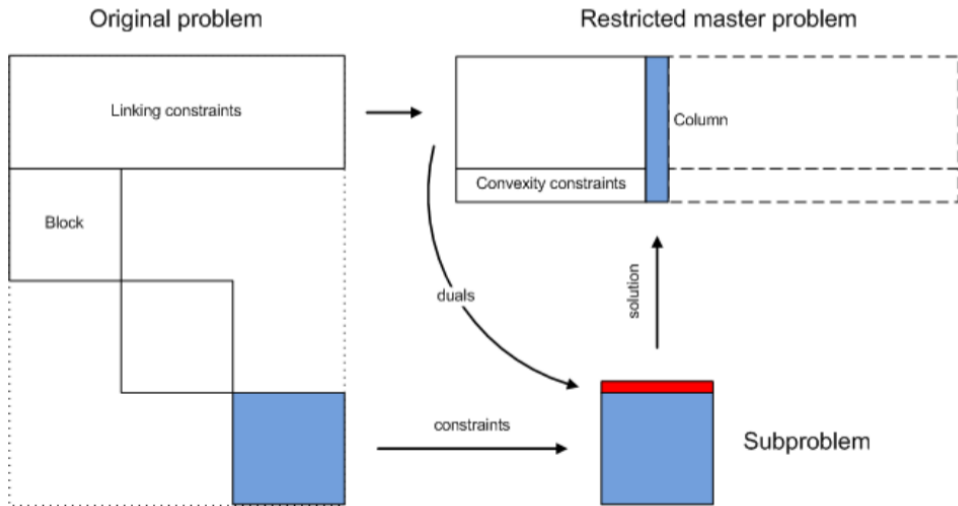 Original problem
Restricted master problem
Linking constraints
Column
Convexity constraints
Block
duals
solution
constraints
Subproblem